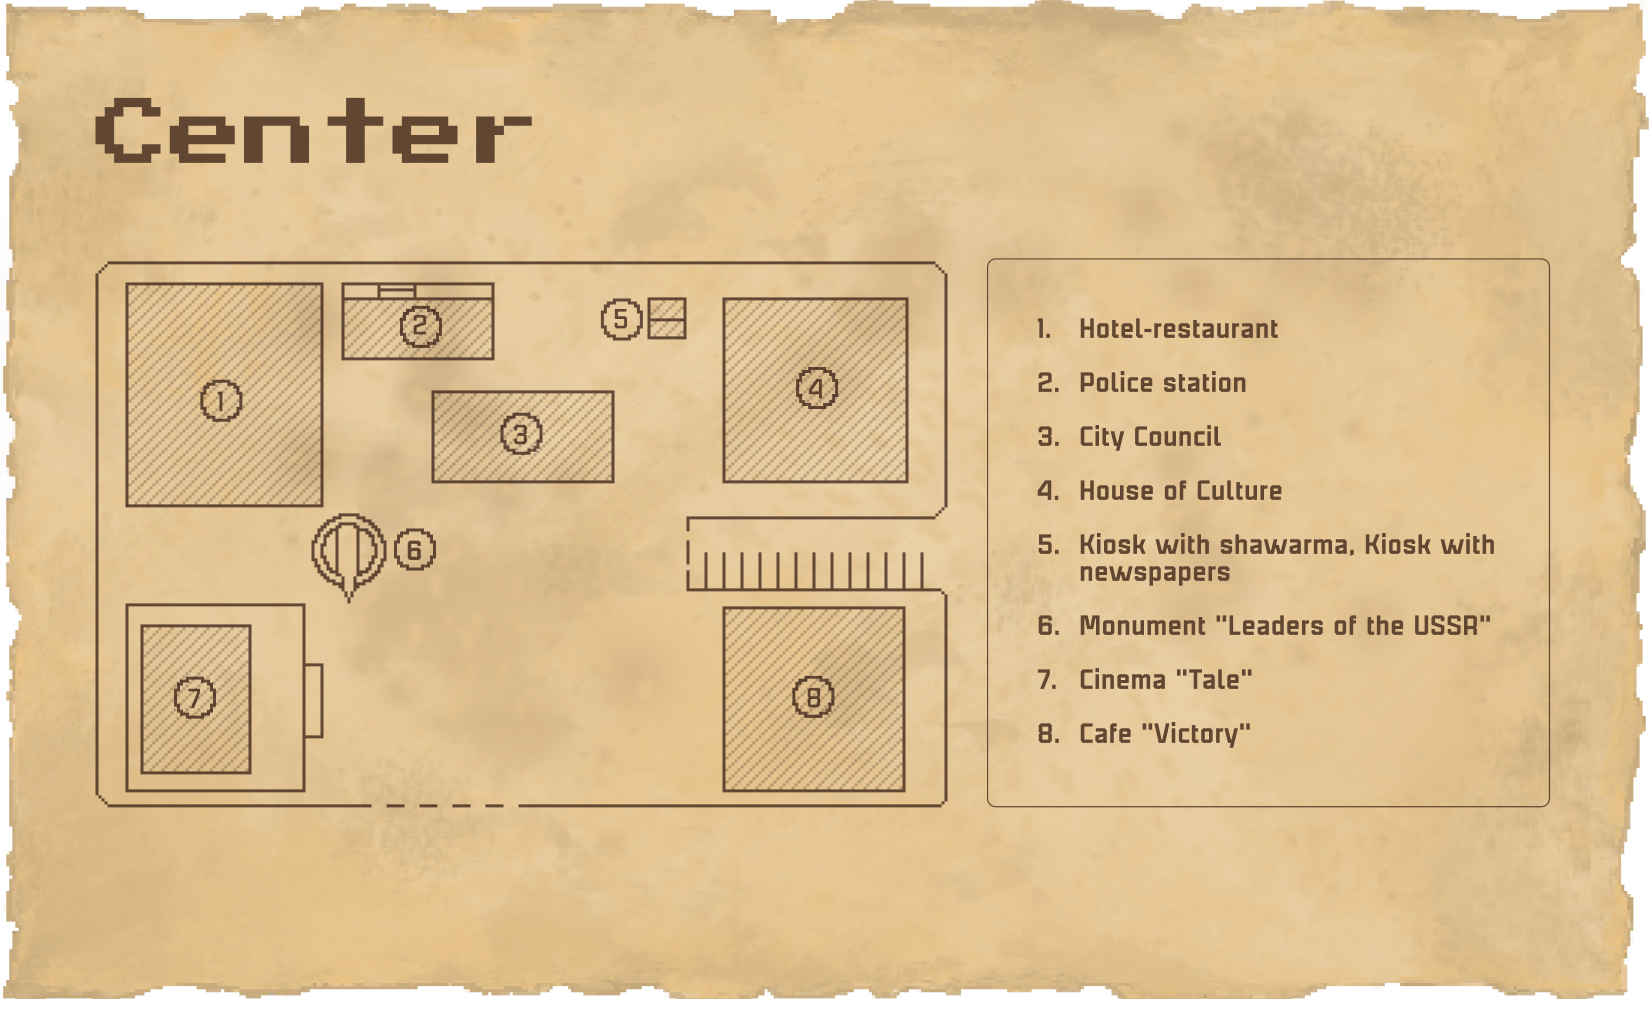 Center
1
2
3
4
5
6
7
8
1. Hotel-restaurant
2. Police station
3. City Council
4. House of Culture
5. Kiosk with shawarma, Kiosk with
newspapers
6. Monument "Leaders of the USSR"
7. Cinema "Tale"
8. Cafe "Victory"